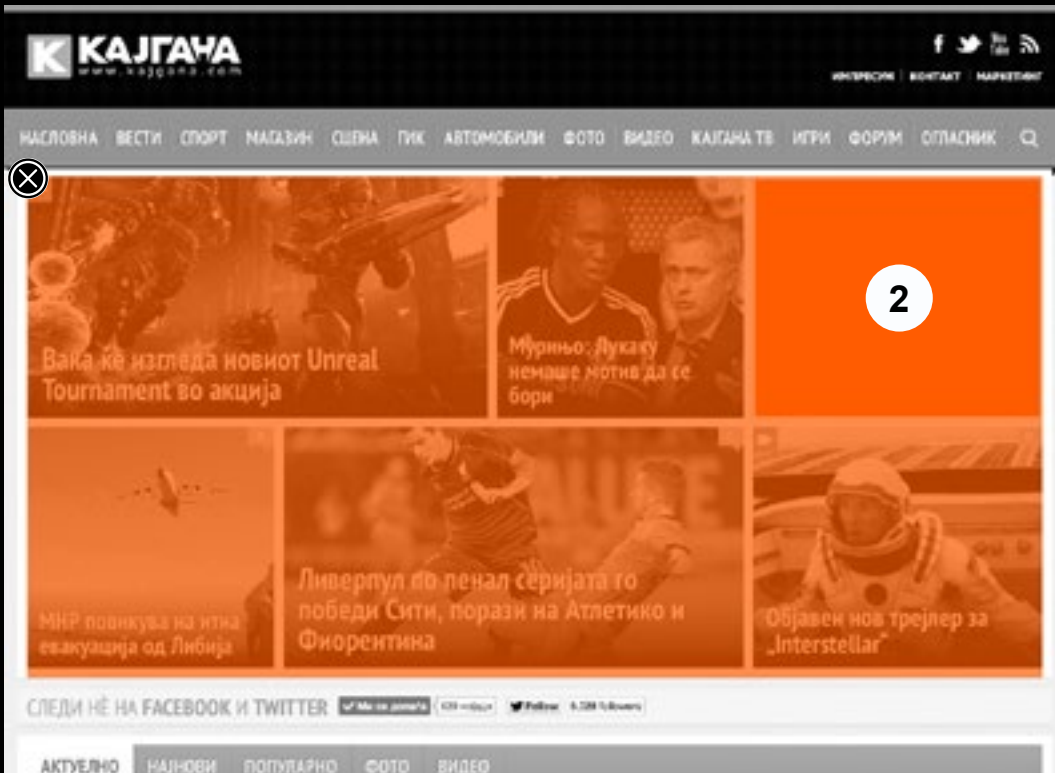 К КАЈГАНА
www.kajgana.com
ИМПРЕСУМ КОНТАКТ МАРКЕТИНГ
НАСЛОВНА ВЕСТИ СПОРТ МАГАЗИН СЦЕНА ГИК АВТОМОБИЛИ ФОТО ВИДЕО КАЈГАНА ТВ ИГРИ ФОРУМ ОГЛАСНИК
2
Вака ќе изгледа новиот Unreal
Tournament во акција
Муриньо: Лукаку
немаше мотив да се
бори
МНР повикува на итна
евакуација од Либија
Ливерпул по пенал серијата го
победи Сити, порази на Атлетико и
Фиорентина
Објавен нов трејлер за
„Interstellar“
СЛЕДИ НЀ НА FACEBOOK И TWITTER Follow
АКТУЕЛНО НАЈНОВИ ПОПУЛАРНО ФОТО ВИДЕО